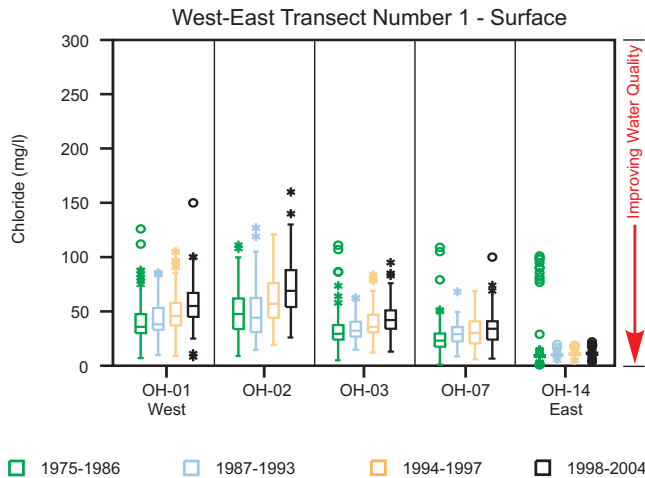 West-East Transect Number 1 - Surface
300
250
200
150
100
50
0
Chloride (mg/l)
Improving Water Quality
OH-01
West
OH-02
OH-03
OH-07
OH-14
East
1975-1986
1987-1993
1994-1997
1998-2004